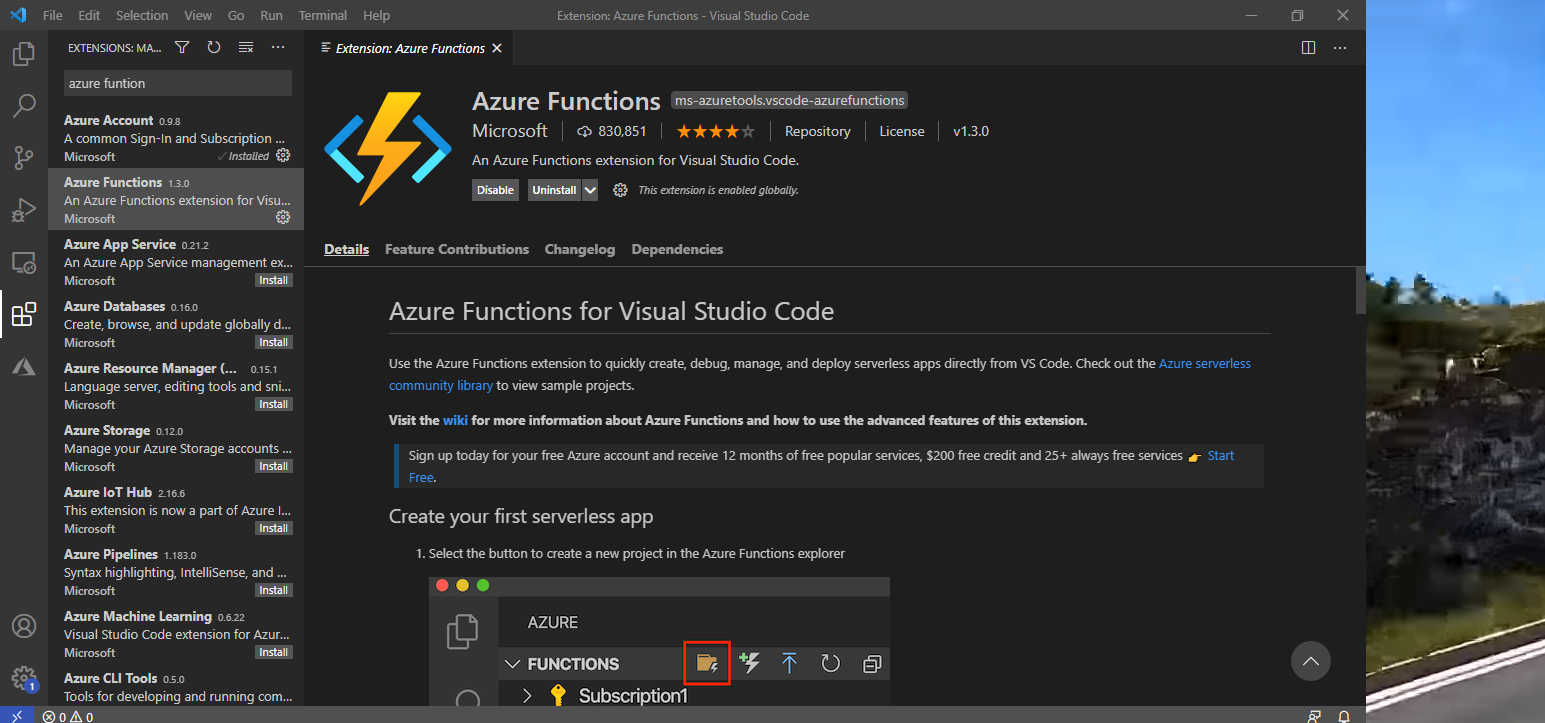 File Edit Selection View Go Run Terminal Help
Extension: Azure Functions - Visual Studio Code
EXTENSIONS: MA...
azure funtion
Azure Account 0.9.8
A common Sign-In and Subscription ...
Microsoft
Installed
Azure Functions 1.3.0
An Azure Functions extension for Visu...
Microsoft
Azure App Service 0.21.2
An Azure App Service management ex...
Microsoft
Install
Azure Databases 0.16.0
Create, browse, and update globally d...
Microsoft
Install
Azure Resource Manager (... 0.15.1
Language server, editing tools and sni...
Microsoft
Install
Azure Storage 0.12.0
Manage your Azure Storage accounts ...
Microsoft
Install
Azure IoT Hub 2.16.6
This extension is now a part of Azure I...
Microsoft
Install
Azure Pipelines 1.183.0
Syntax highlighting, IntelliSense, and ...
Microsoft
Install
Azure Machine Learning 0.6.22
Visual Studio Code extension for Azur...
Microsoft
Install
Azure CLI Tools 0.5.0
Tools for developing and running com...
1
0 0
Extension: Azure Functions
Azure Functions ms-azuretools.vscode-azurefunctions
Microsoft 830,851 Repository License v1.3.0
An Azure Functions extension for Visual Studio Code.
Disable Uninstall This extension is enabled globally.
Details Feature Contributions Changelog Dependencies
Azure Functions for Visual Studio Code
Use the Azure Functions extension to quickly create, debug, manage, and deploy serverless apps directly from VS Code. Check out the Azure serverless
community library to view sample projects.
Visit the wiki for more information about Azure Functions and how to use the advanced features of this extension.
Sign up today for your free Azure account and receive 12 months of free popular services, $200 free credit and 25+ always free services 👉 Start
Free.
Create your first serverless app
1. Select the button to create a new project in the Azure Functions explorer
AZURE
FUNCTIONS
Subscription1